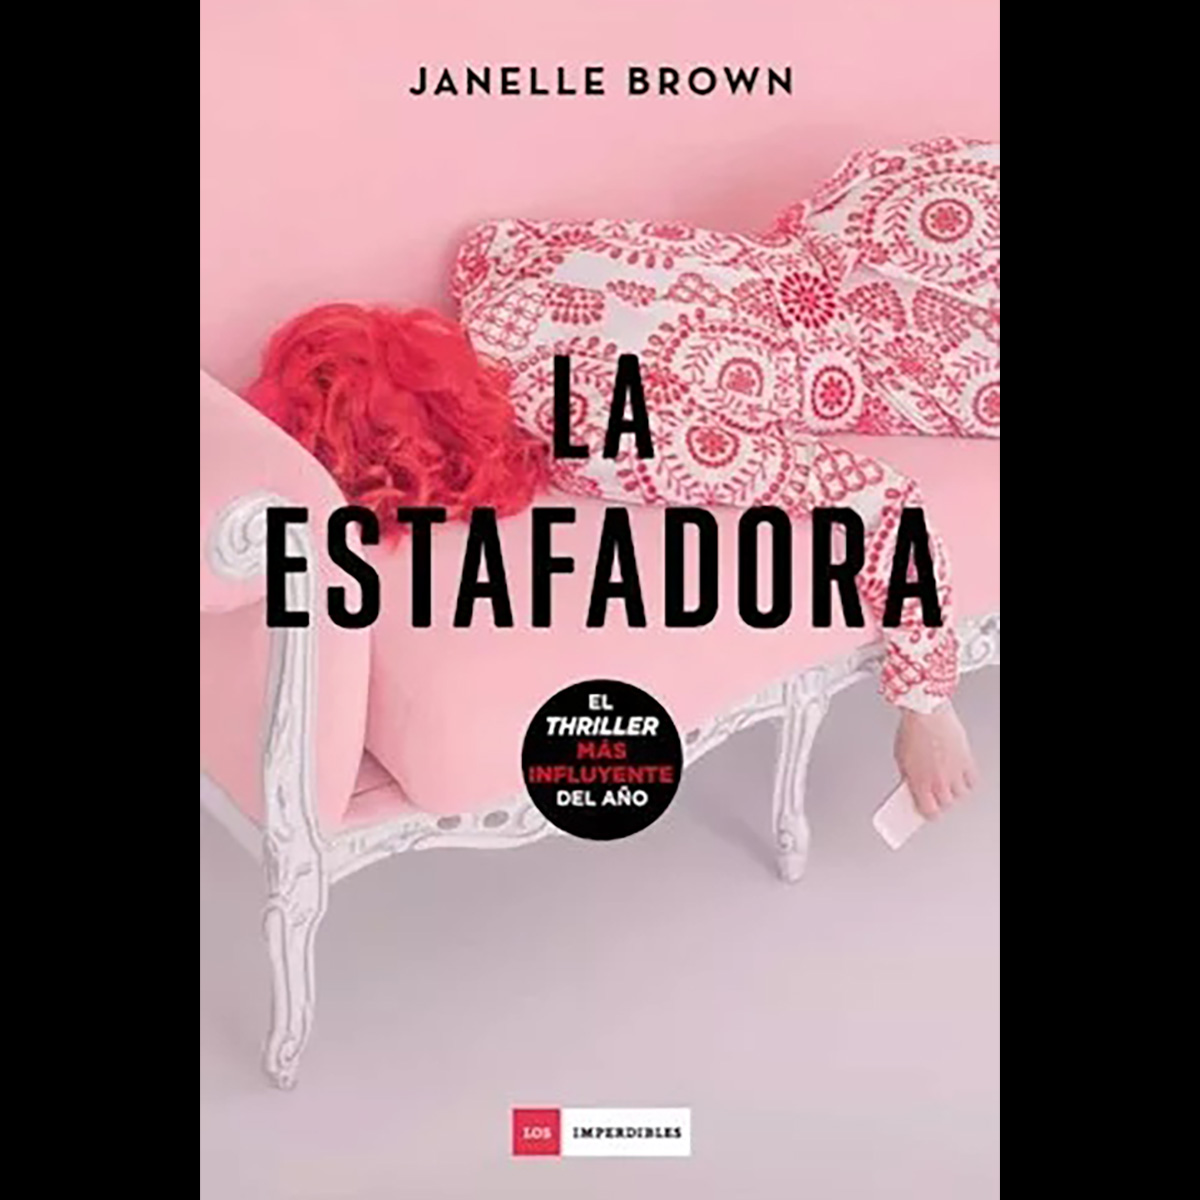 JANELLE BROWN
LA
ESTAFADORA
EL
THRILLER
MÁS
INFLUYENTE
DEL AÑO
LOS IMPERDIBLES